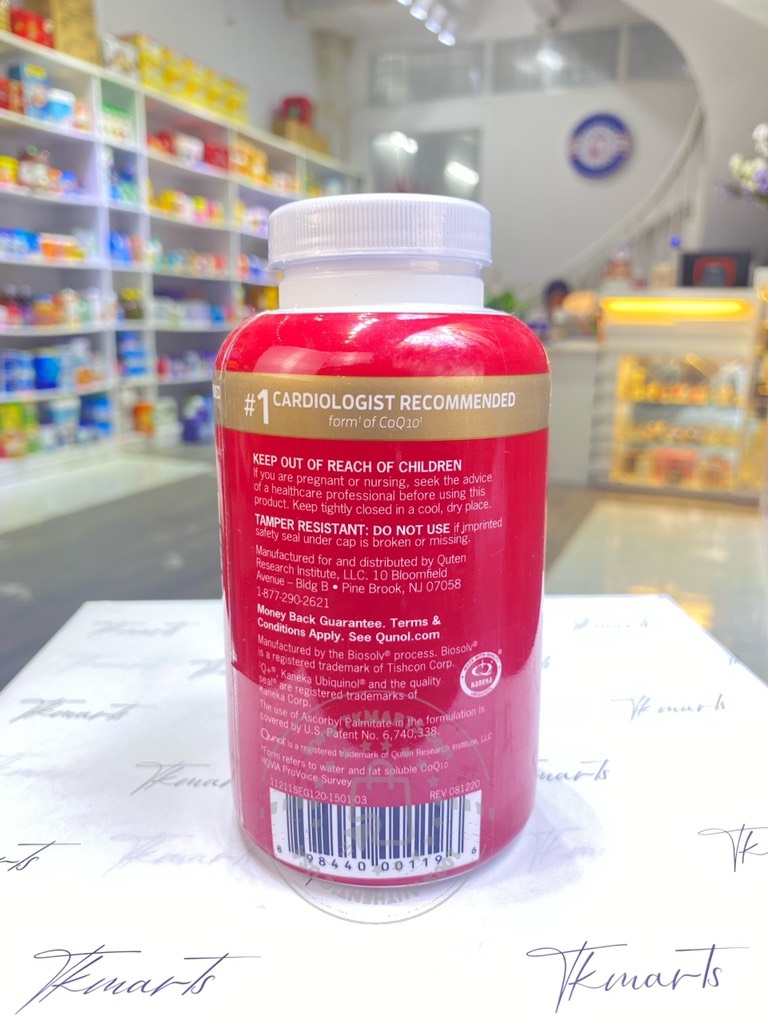 #1 CARDIOLOGIST RECOMMENDED
form† of CoQ10‡
KEEP OUT OF REACH OF CHILDREN
If you are pregnant or nursing, seek the advice
of a healthcare professional before using this
product. Keep tightly closed in a cool, dry place.
TAMPER RESISTANT: DO NOT USE if imprinted
safety seal under cap is broken or missing.
Manufactured for and distributed by Quten
Research Institute, LLC. 10 Bloomfield
Avenue – Bldg B • Pine Brook, NJ 07058
1-877-290-2621
Money Back Guarantee. Terms &
Conditions Apply. See Qunol.com
Manufactured by the Biosolv® process. Biosolv®
is a registered trademark of Tishcon Corp.
Q+® Kaneka Ubiquinol® and the quality
seal® are registered trademarks of
Kaneka Corp.
KANEKA
The use of Ascorbyl Palmitate in the formulation is
covered by U.S. Patent No. 6,740,338.
Qunol® is a registered trademark of Quten Research Institute, LLC
†Form refers to water and fat soluble CoQ10
‡IQVIA ProVoice Survey
11211SEG120-1501-03 REV 081220
8 98440 00119 6
TKMARTS
Tkmarts
Tkmarts
Tkmarts
Tkmarts
Tkmarts
Tkmarts